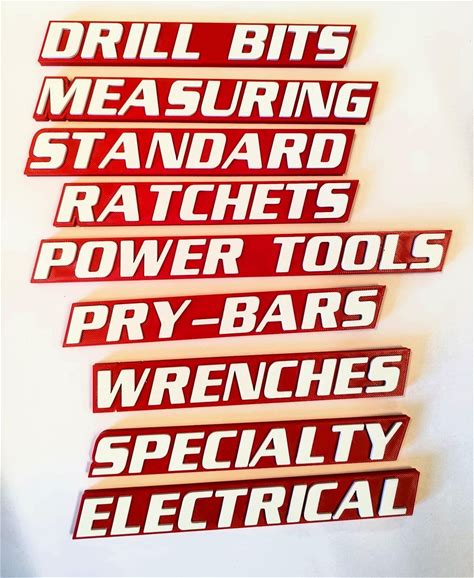 DRILL BITS
MEASURING
STANDARD
RATCHETS
POWER TOOLS
PRY-BARS
WRENCHES
SPECIALTY
ELECTRICAL